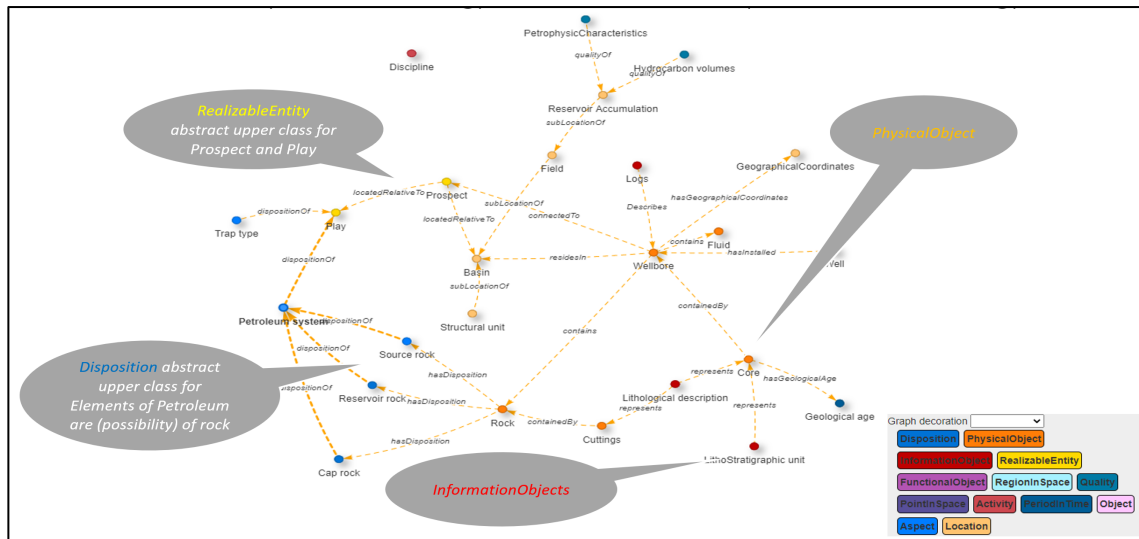 PetrophysicCharacteristics
qualityOf
Discipline
Hydrocarbon volumes
qualityOf
Reservoir Accumulation
RealizableEntity
abstract upper class for
Prospect and Play
subLocationOf
PhysicalObject
Field
GeographicalCoordinates
Logs
Prospect
locatedRelativeTo
hasGeographicalCoordinates
subLocationOf
Describes
dispositionOf
Play
locatedRelativeTo
connectedTo
Trap type
contains
Fluid
dispositionOf
Basin
residesIn
Wellbore
hasInstalled
subLocationOf
containedBy
Petroleum system
dispositionOf
Structural unit
contains
Source rock
dispositionOf
Disposition abstract
upper class for
Elements of Petroleum
are (possibility) of rock
hasDisposition
represents
Core
hasGeologicalAge
dispositionOf
Reservoir rock
hasDisposition
Lithological description
Geological age
represents
represents
Rock
containedBy
Cuttings
hasDisposition
Cap rock
LithoStratigraphic unit
InformationObjects
Graph decoration
Disposition PhysicalObject
InformationObject RealizableEntity
FunctionalObject RegionInSpace Quality
PointInSpace Activity PeriodInTime Object
Aspect Location